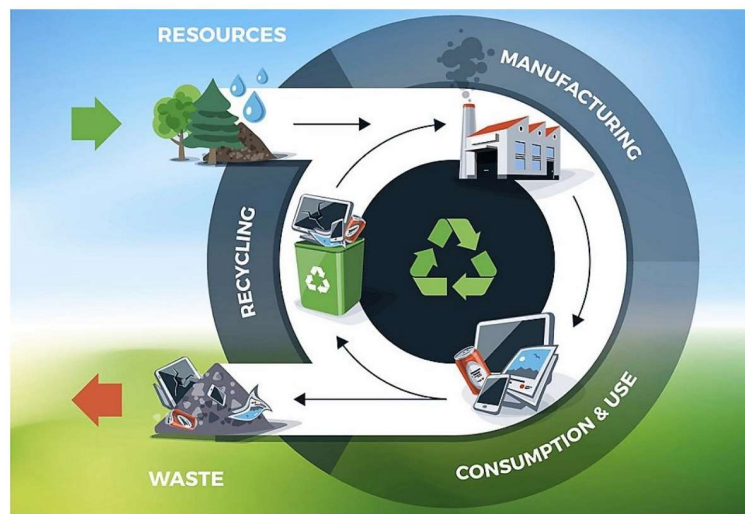 RESOURCES
MANUFACTURING
RECYCLING
CONSUMPTION & USE
WASTE